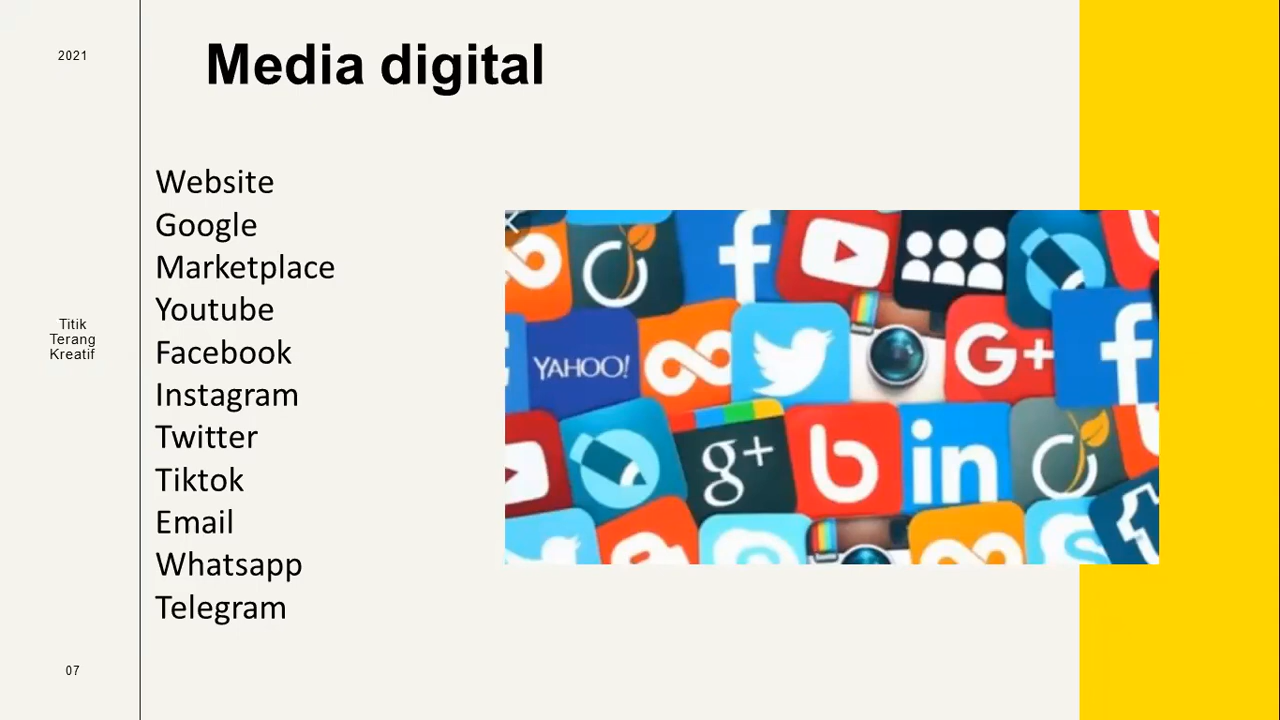 2021
Media digital
Website
Google
Marketplace
Youtube
Facebook
Instagram
Twitter
Tiktok
Email
Whatsapp
Telegram
Titik
Terang
Kreatif
YAHOO!
G+
g+
in
07